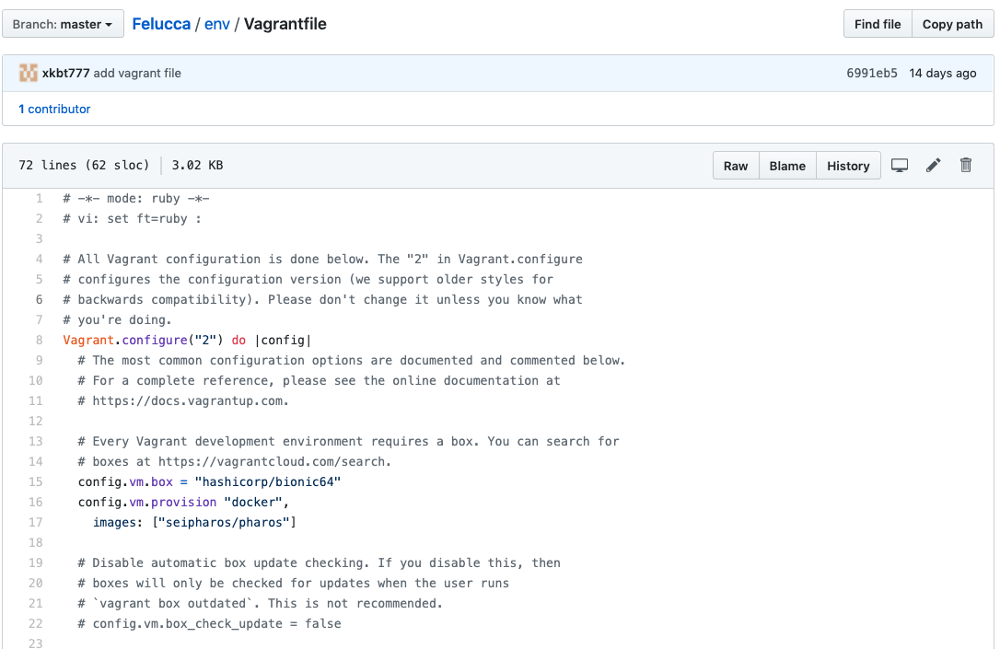 Branch: master Felucca / env / Vagrantfile Find file Copy path
xkbt777 add vagrant file 6991eb5 14 days ago
1 contributor
72 lines (62 sloc) 3.02 KB Raw Blame History
1 # -*- mode: ruby -*-
2 # vi: set ft=ruby :
3
4 # All Vagrant configuration is done below. The "2" in Vagrant.configure
5 # configures the configuration version (we support older styles for
6 # backwards compatibility). Please don't change it unless you know what
7 # you're doing.
8 Vagrant.configure("2") do |config|
9 # The most common configuration options are documented and commented below.
10 # For a complete reference, please see the online documentation at
11 # https://docs.vagrantup.com.
12
13 # Every Vagrant development environment requires a box. You can search for
14 # boxes at https://vagrantcloud.com/search.
15 config.vm.box = "hashicorp/bionic64"
16 config.vm.provision "docker",
17 images: ["seipharos/pharos"]
18
19 # Disable automatic box update checking. If you disable this, then
20 # boxes will only be checked for updates when the user runs
21 # `vagrant box outdated`. This is not recommended.
22 # config.vm.box_check_update = false
23